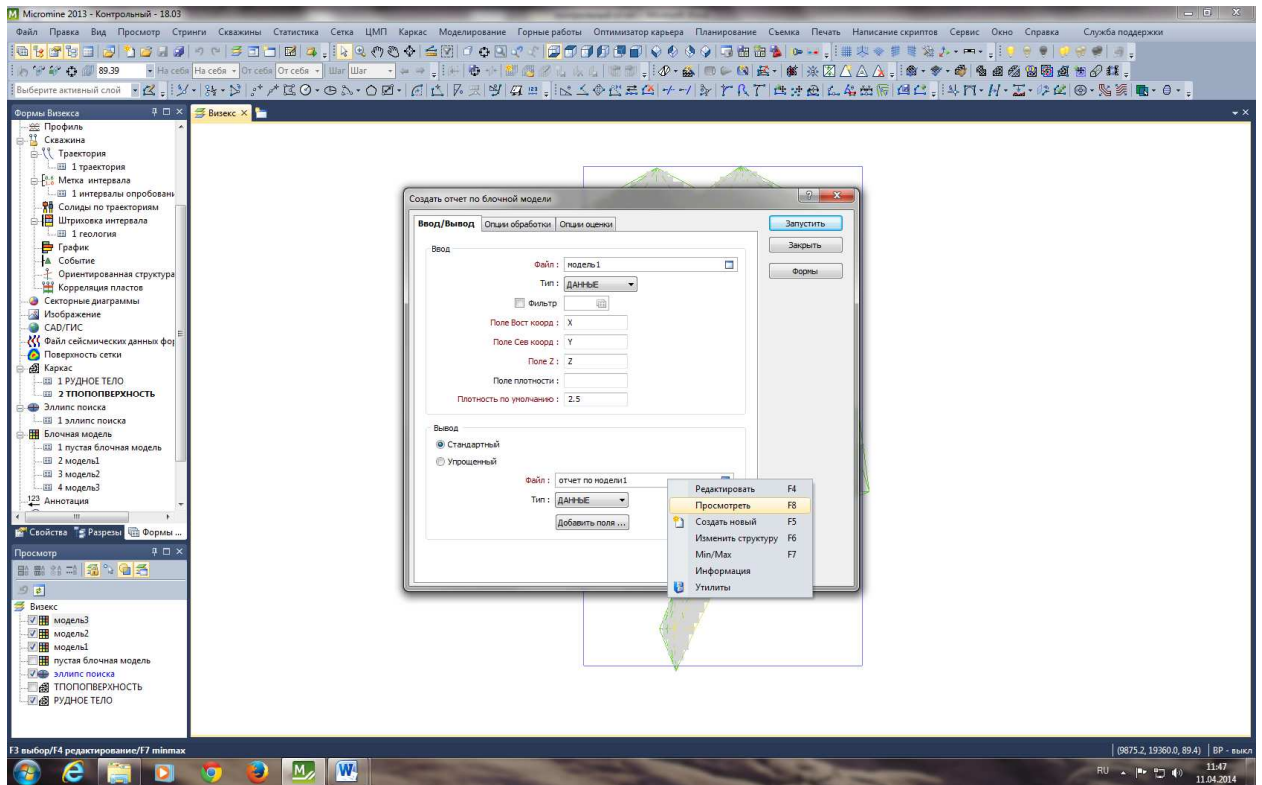 Micromine 2013 - Контрольный - 18.03
Файл Правка Вид Просмотр Стринги Скважины Статистика Сетка ЦМП Каркас Моделирование Горные работы Оптимизатор карьера Планирование Съемка Печать Написание скриптов Сервис Окно Справка Служба поддержки
89.39 На себя На себя От себя От себя Шаг Шаг
Выберите активный слой
Формы Визекса
Визекс
Профиль
Скважина
Траектория
1 траектория
Метка интервала
1 интервалы опробовани
Солиды по траекториям
Штриховка интервала
1 геология
График
Событие
Ориентированная структура
Корреляция пластов
Секторные диаграммы
Изображение
CAD/ГИС
Файл сейсмических данных фор
Поверхность сетки
Каркас
1 РУДНОЕ ТЕЛО
2 ТПОПОПВЕРХНОСТЬ
Эллипс поиска
1 эллипс поиска
Блочная модель
1 пустая блочная модель
2 модель1
3 модель2
4 модель3
Аннотация
Свойства Разрезы Формы ...
Просмотр
Визекс
модель3
модель2
модель1
пустая блочная модель
эллипс поиска
ТПОПОПВЕРХНОСТЬ
РУДНОЕ ТЕЛО
Создать отчет по блочной модели
Ввод/Вывод Опции обработки Опции оценки
Запустить
Закрыть
Формы
Ввод
Файл : модель1
Тип : ДАННЫЕ
Фильтр
Поле Вост коорд : X
Поле Сев коорд : Y
Поле Z : Z
Поле плотности :
Плотность по умолчанию : 2.5
Вывод
Стандартный
Упрощенный
Файл : отчет по модели1
Тип : ДАННЫЕ
Добавить поля ...
Редактировать F4
Просмотреть F8
Создать новый F5
Изменить структуру F6
Min/Max F7
Информация
Утилиты
F3 выбор/F4 редактирование/F7 minmax
(9875.2, 19360.0, 89.4) ВР - выкл
RU
11:47
11.04.2014